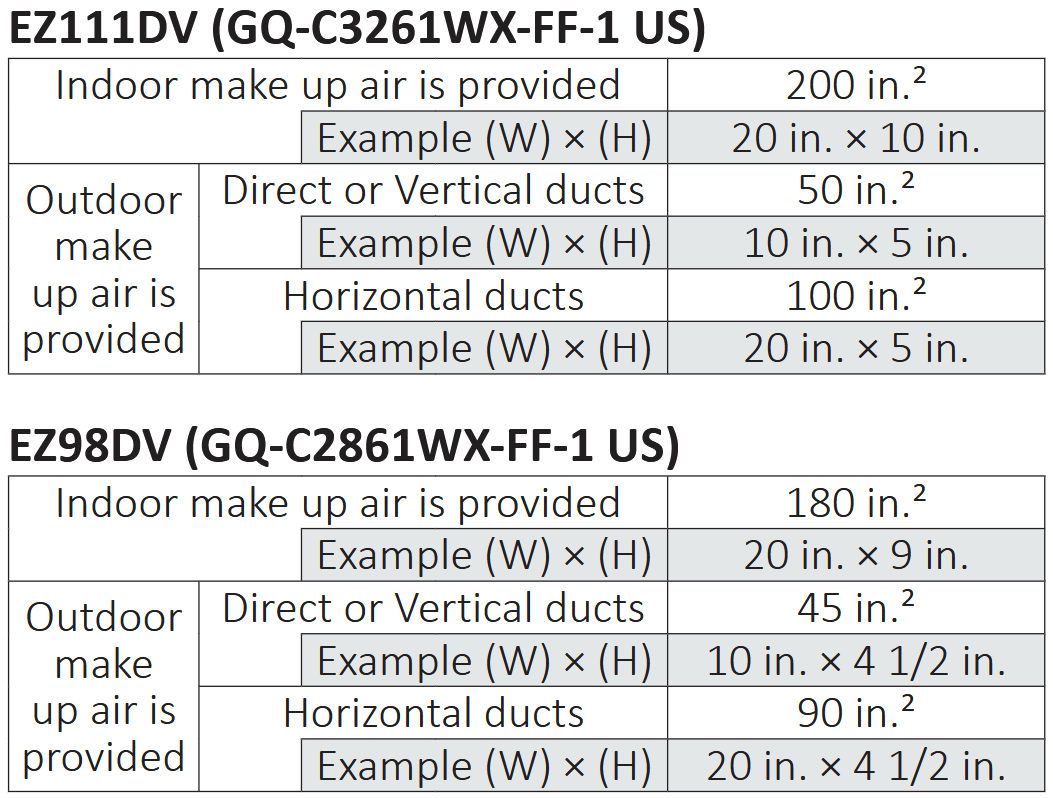 EZ111DV (GQ-C3261WX-FF-1 US)
Indoor make up air is provided 200 in.²
Example (W) × (H) 20 in. × 10 in.
Outdoor make up air is provided
Direct or Vertical ducts 50 in.²
Example (W) × (H) 10 in. × 5 in.
Horizontal ducts 100 in.²
Example (W) × (H) 20 in. × 5 in.
EZ98DV (GQ-C2861WX-FF-1 US)
Indoor make up air is provided 180 in.²
Example (W) × (H) 20 in. × 9 in.
Outdoor make up air is provided
Direct or Vertical ducts 45 in.²
Example (W) × (H) 10 in. × 4 1/2 in.
Horizontal ducts 90 in.²
Example (W) × (H) 20 in. × 4 1/2 in.